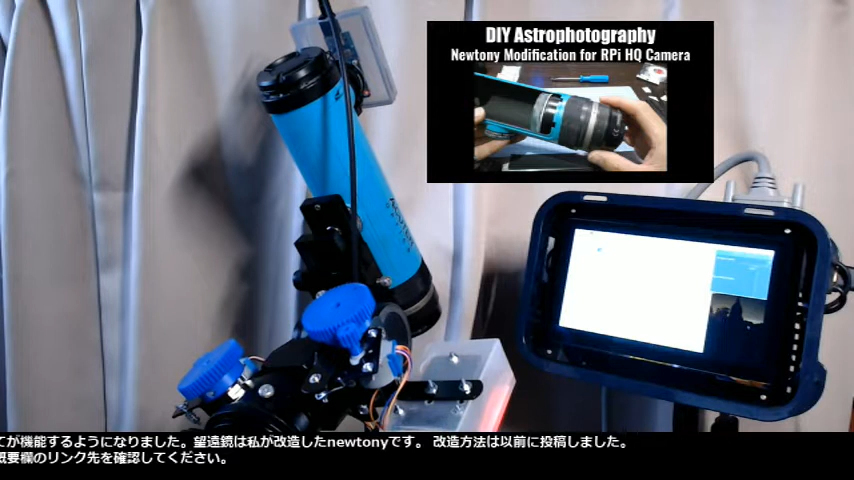 DIY Astrophotography
Newtony Modification for RPi HQ Camera
てが機能するようになりました。望遠鏡は私が改造したnewtonyです。 改造方法は以前に投稿しました。
概要欄のリンク先を確認してください。